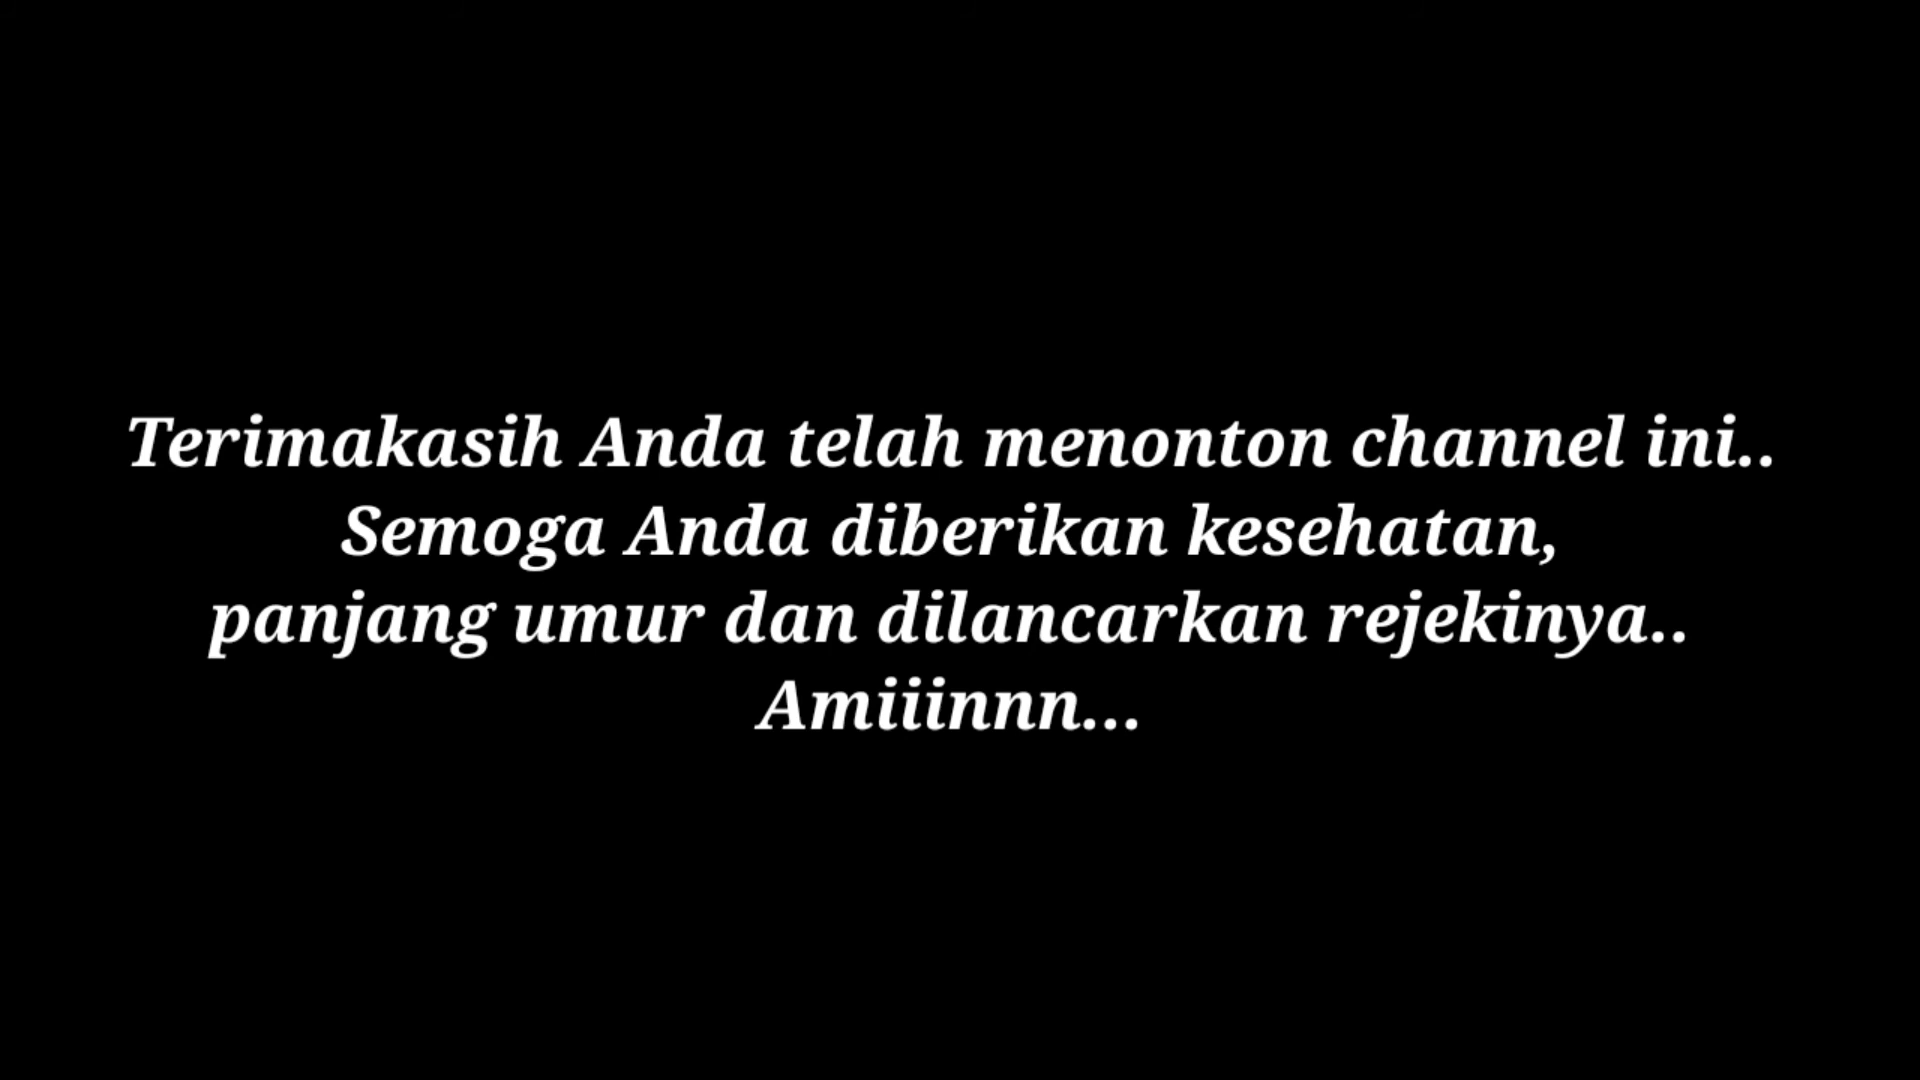 Terimakasih Anda telah menonton channel ini..
Semoga Anda diberikan kesehatan,
panjang umur dan dilancarkan rejekinya..
Amiiinnn...